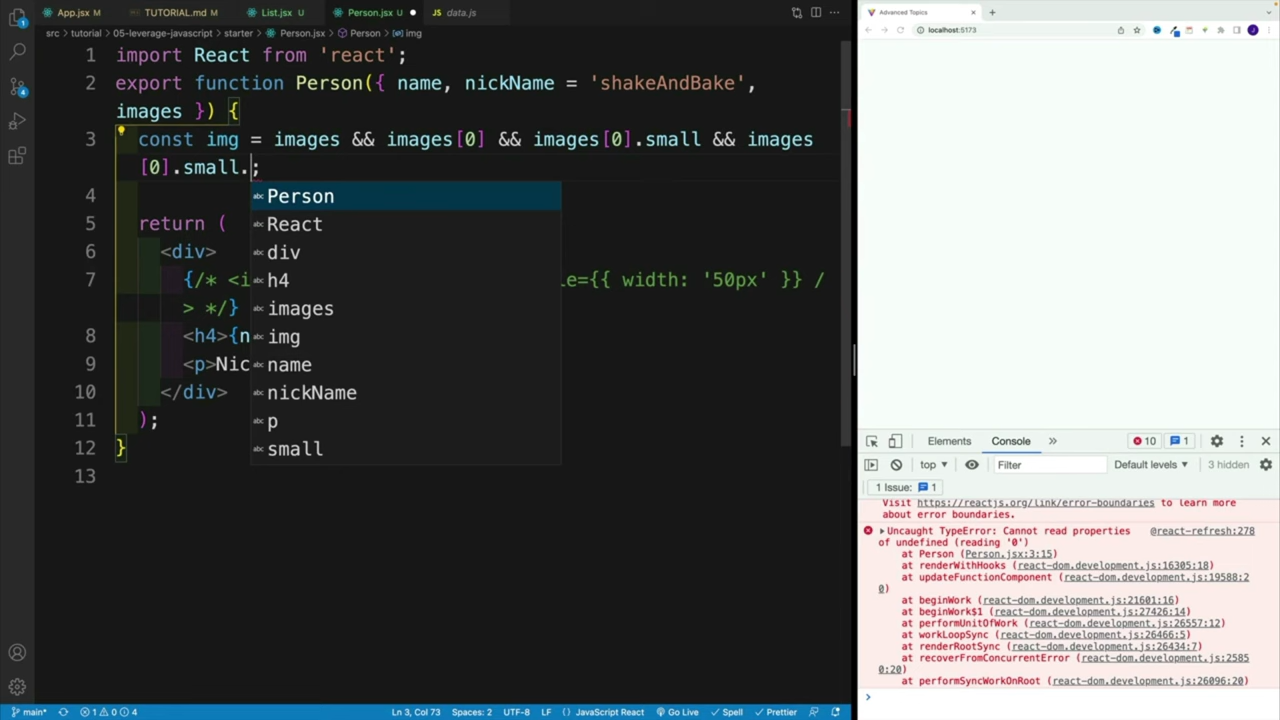 App.jsx M
TUTORIAL.md M
List.jsx U
Person.jsx U
data.js
src > tutorial > 05-leverage-javascript > starter > Person.jsx > Person > img
1 import React from 'react';
2 export function Person({ name, nickName = 'shakeAndBake',
images }) {
3 const img = images && images[0] && images[0].small && images
[0].small.;
4
5 return (
6 <div>
7 {/* <i le={{ width: '50px' }} /
> */}
8 <h4>{n
9 <p>Nic
10 </div>
11 );
12 }
13
Person
React
div
h4
images
img
name
nickName
p
small
4
main*
1 0 4
Ln 3, Col 73
Spaces: 2
UTF-8
LF
JavaScript React
Go Live
Spell
Prettier
Advanced Topics
localhost:5173
J
Elements
Console
10
1
top
Filter
Default levels
3 hidden
1 Issue: 1
Visit https://reactjs.org/link/error-boundaries to learn more
about error boundaries.
Uncaught TypeError: Cannot read properties @react-refresh:278
of undefined (reading '0')
at Person (Person.jsx:3:15)
at renderWithHooks (react-dom.development.js:16305:18)
at updateFunctionComponent (react-dom.development.js:19588:2
0)
at beginWork (react-dom.development.js:21601:16)
at beginWork$1 (react-dom.development.js:27426:14)
at performUnitOfWork (react-dom.development.js:26557:12)
at workLoopSync (react-dom.development.js:26466:5)
at renderRootSync (react-dom.development.js:26434:7)
at recoverFromConcurrentError (react-dom.development.js:2585
0:20)
at performSyncWorkOnRoot (react-dom.development.js:26096:20)